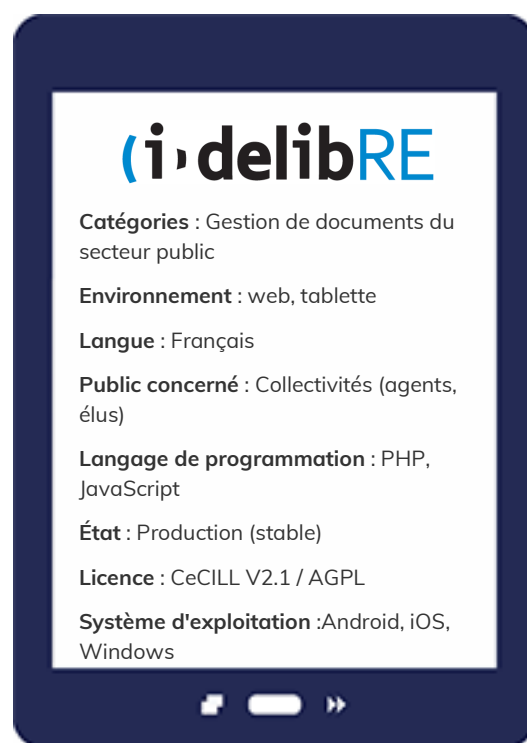 (i delibRE
Catégories : Gestion de documents du
secteur public
Environnement : web, tablette
Langue : Français
Public concerné : Collectivités (agents,
élus)
Langage de programmation : PHP,
JavaScript
État : Production (stable)
Licence : CeCILL V2.1 / AGPL
Système d'exploitation :Android, iOS,
Windows